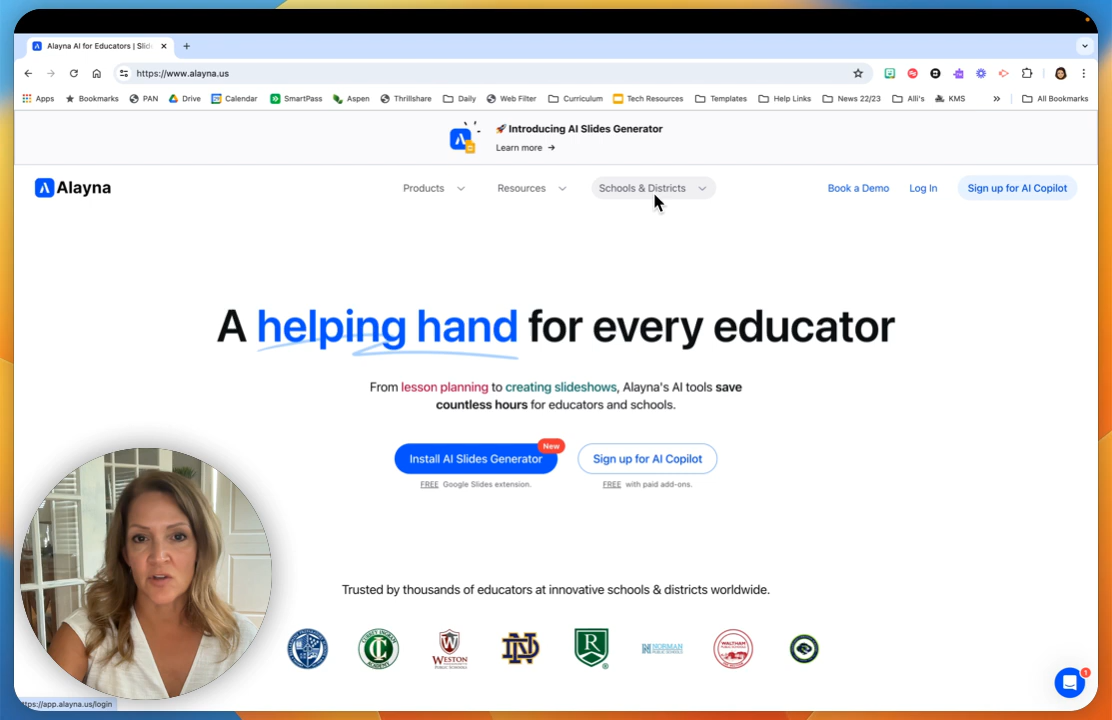 Alayna AI for Educators | Slid
https://www.alayna.us
Apps Bookmarks PAN Drive Calendar SmartPass Aspen Thrillshare Daily Web Filter Curriculum Tech Resources Templates Help Links News 22/23 Alli's KMS » All Bookmarks
🚀 Introducing AI Slides Generator
Learn more →
Alayna Products Resources Schools & Districts Book a Demo Log In Sign up for AI Copilot
A helping hand for every educator
From lesson planning to creating slideshows, Alayna's AI tools save
countless hours for educators and schools.
New
Install AI Slides Generator Sign up for AI Copilot
FREE Google Slides extension. FREE with paid add-ons.
Trusted by thousands of educators at innovative schools & districts worldwide.
WESTON
NORMAN
WALTHAM
1
ttps://app.alayna.us/login